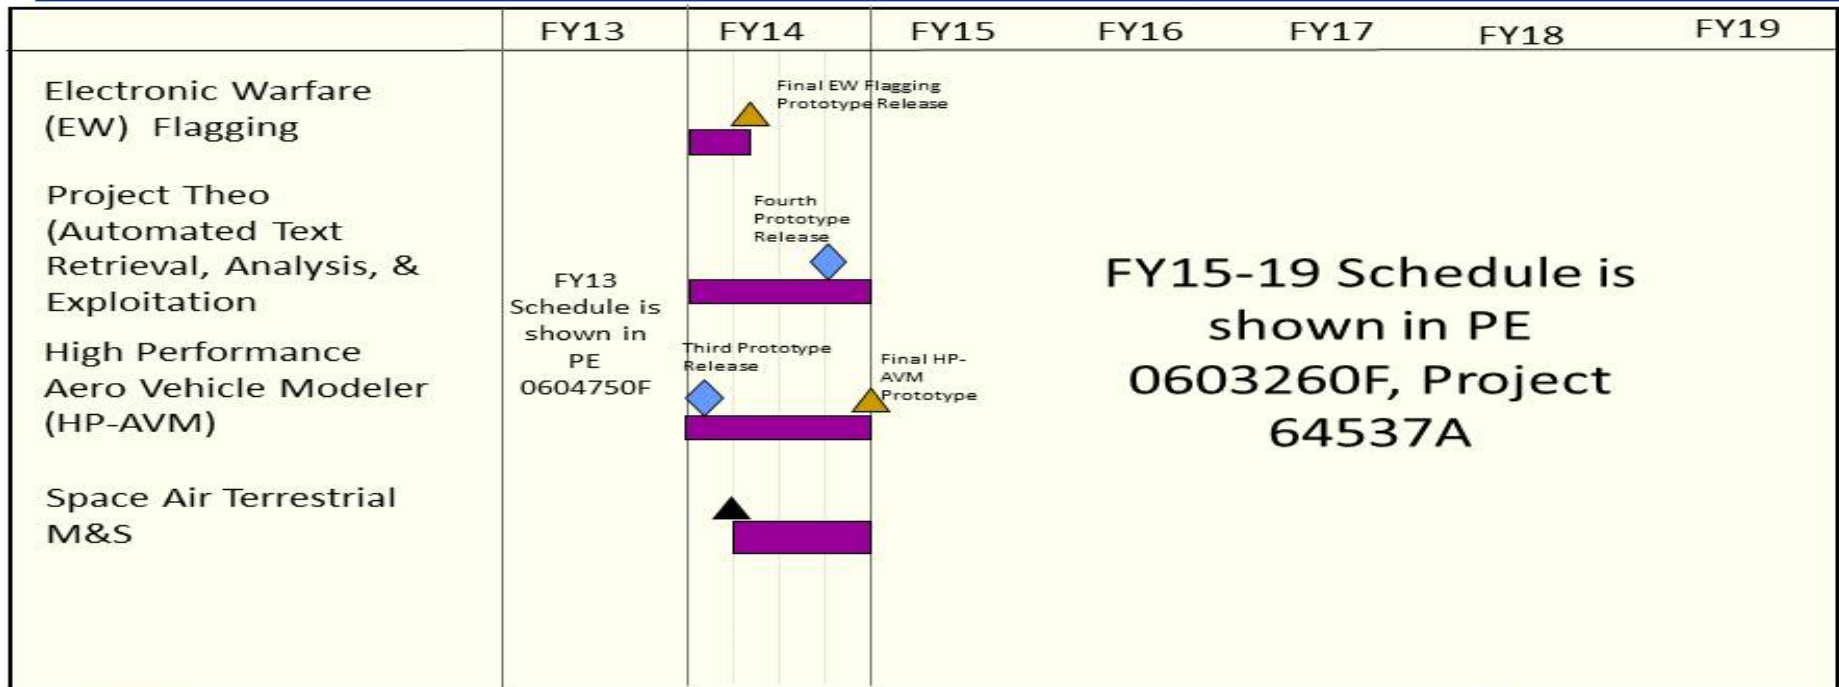 FY13 FY14 FY15 FY16 FY17 FY18 FY19
Electronic Warfare
(EW) Flagging
Final EW Flagging
Prototype Release
Project Theo
(Automated Text
Retrieval, Analysis, &
Exploitation
Fourth
Prototype
Release
High Performance
Aero Vehicle Modeler
(HP-AVM)
Third Prototype
Release
Final HP-
AVM
Prototype
Space Air Terrestrial
M&S
FY13
Schedule is
shown in
PE
0604750F
FY15-19 Schedule is
shown in PE
0603260F, Project
64537A